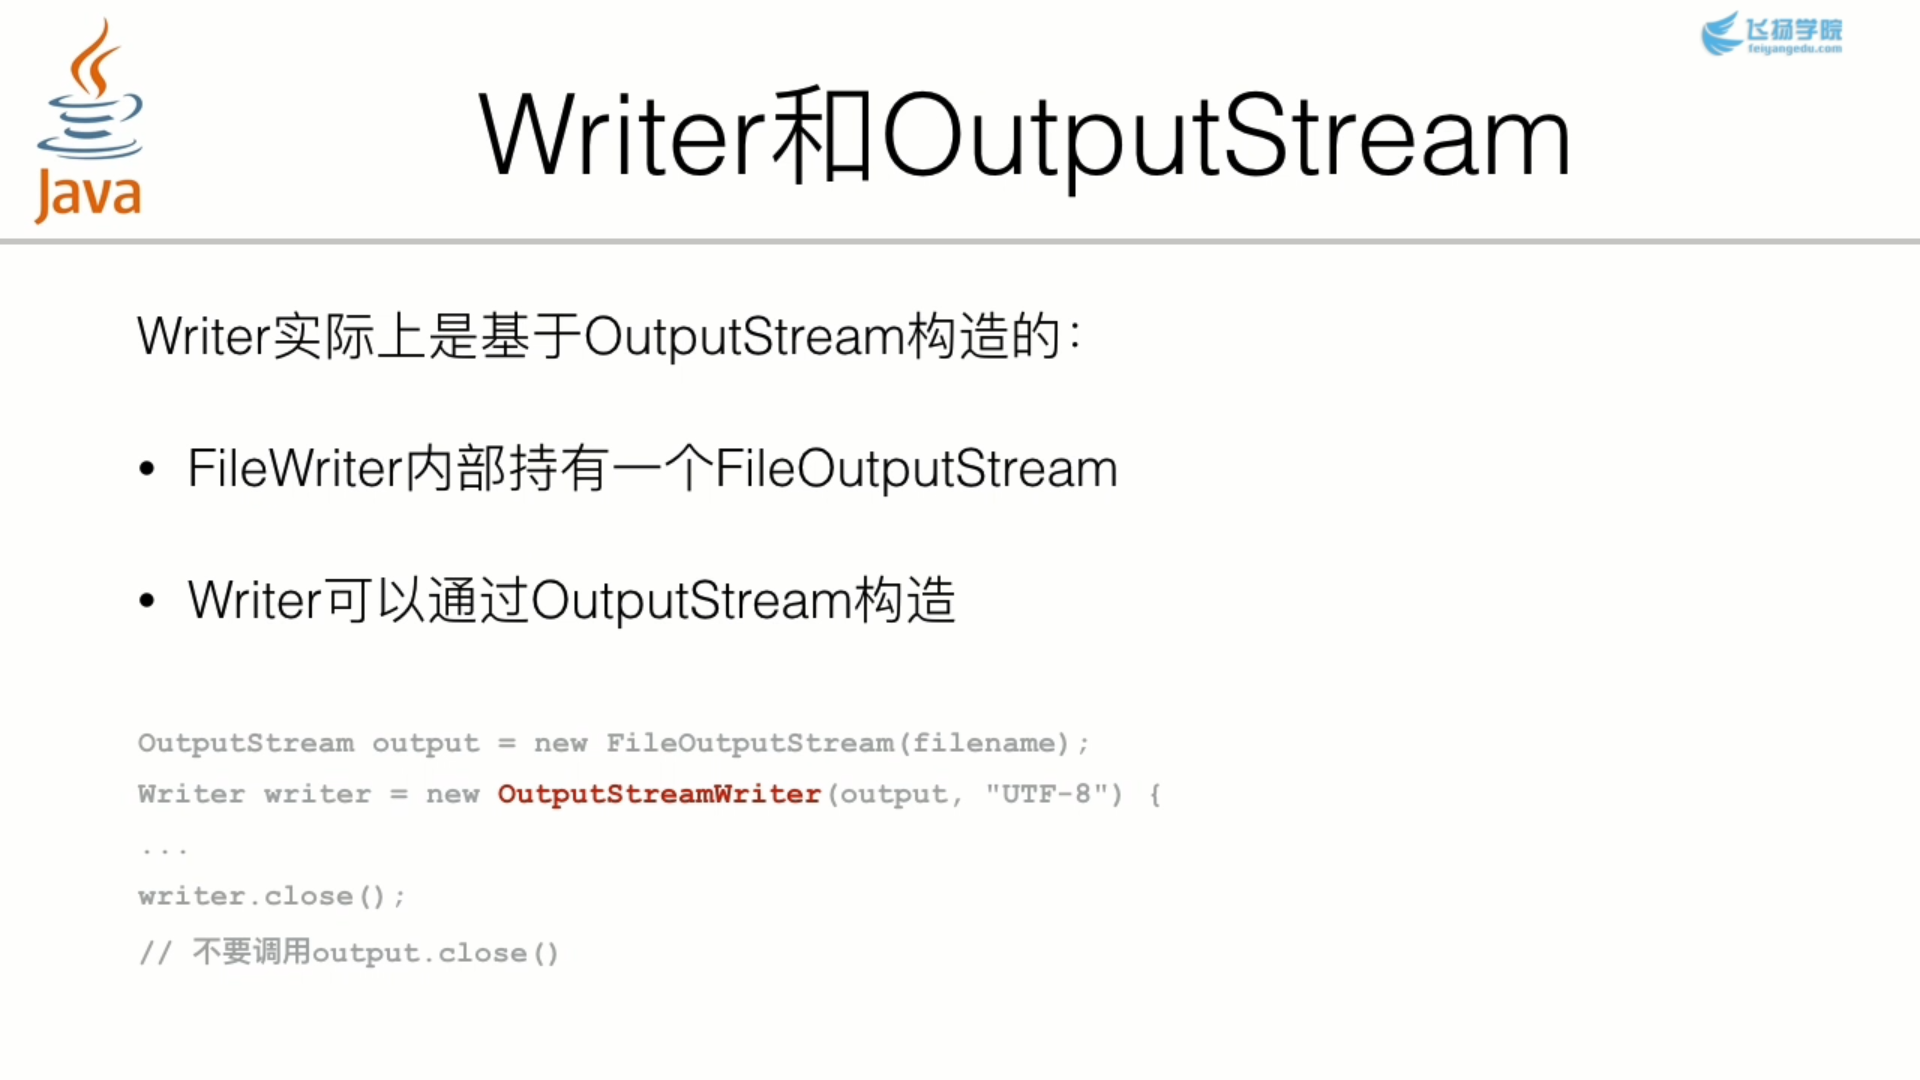 Java
飞扬学院
feiyangedu.com
Writer和OutputStream
Writer实际上是基于OutputStream构造的：
• FileWriter内部持有一个FileOutputStream
• Writer可以通过OutputStream构造
OutputStream output = new FileOutputStream(filename);
Writer writer = new OutputStreamWriter(output, "UTF-8") {
...
writer.close();
// 不要调用output.close()